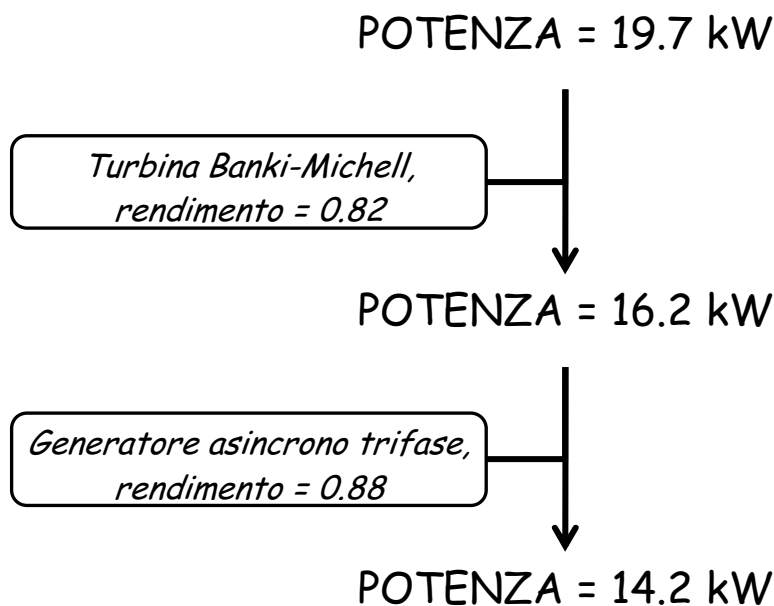 POTENZA = 19.7 kW
Turbina Banki-Michell,
rendimento = 0.82
POTENZA = 16.2 kW
Generatore asincrono trifase,
rendimento = 0.88
POTENZA = 14.2 kW